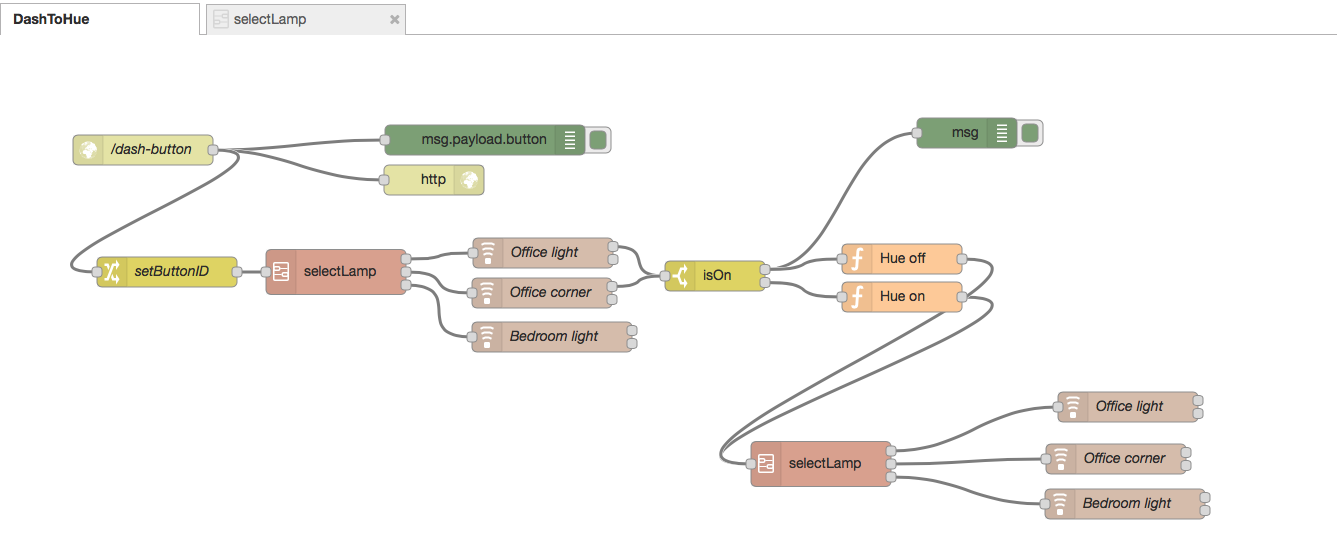 DashToHue
selectLamp
/dash-button
msg.payload.button
msg
http
setButtonID
selectLamp
Office light
Office corner
Bedroom light
isOn
Hue off
Hue on
selectLamp
Office light
Office corner
Bedroom light